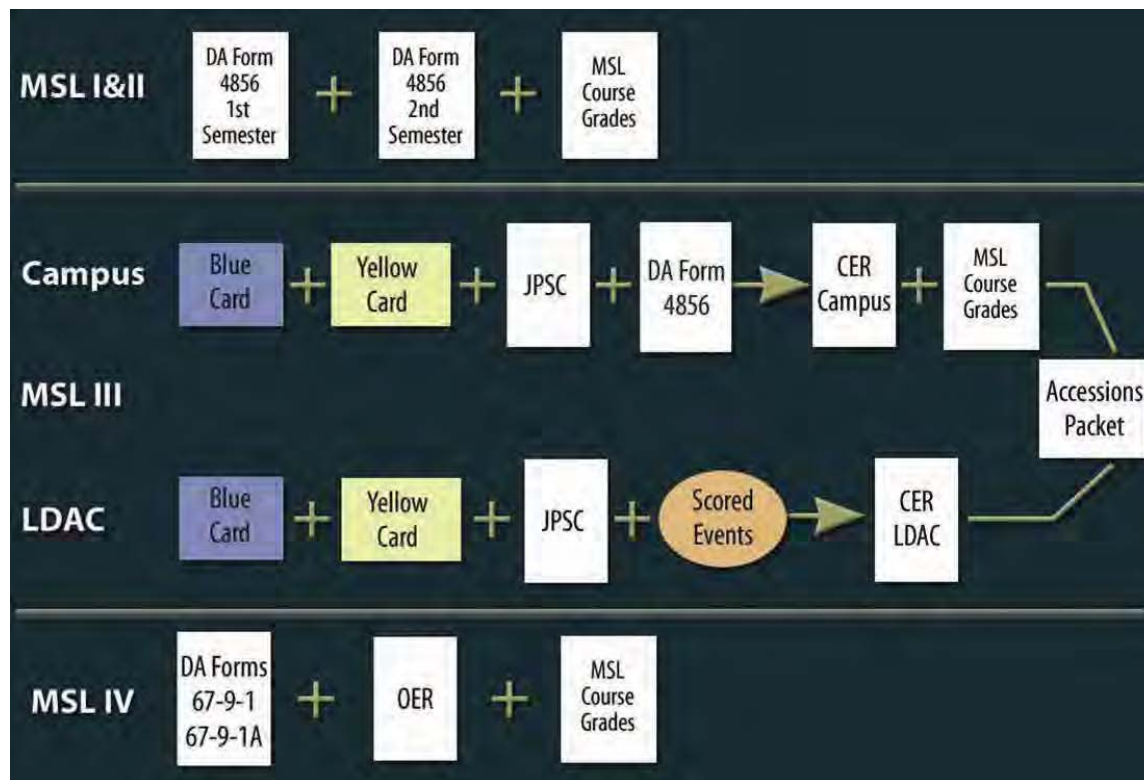 MSL I&II
DA Form
4856
1st
Semester
+
DA Form
4856
2nd
Semester
+
MSL
Course
Grades
Campus
Blue
Card
+
Yellow
Card
+
JPSC
+
DA Form
4856
CER
Campus
+
MSL
Course
Grades
MSL III
Accessions
Packet
LDAC
Blue
Card
+
Yellow
Card
+
JPSC
+
Scored
Events
CER
LDAC
MSL IV
DA Forms
67-9-1
67-9-1A
+
OER
+
MSL
Course
Grades